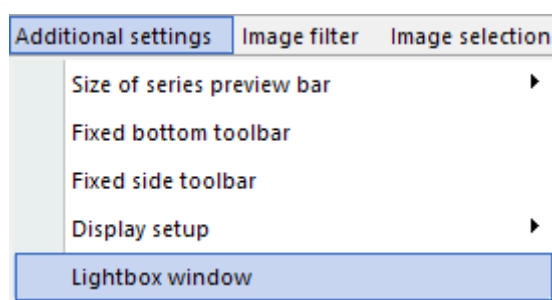 Additional settings Image filter Image selection
Size of series preview bar
Fixed bottom toolbar
Fixed side toolbar
Display setup
Lightbox window